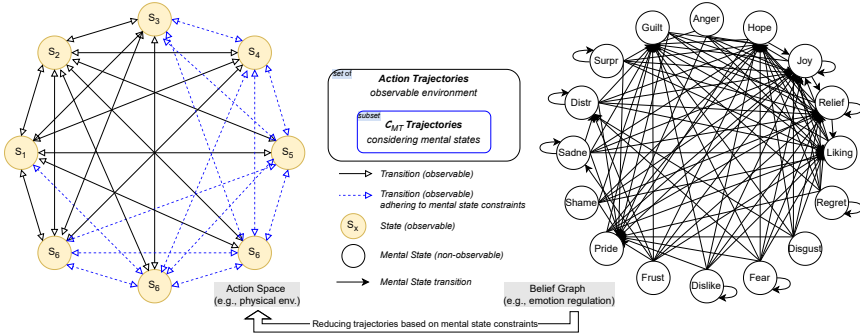 S3
S2
S4
S1
S5
S6
S6
S6
Action Space
(e.g., physical env.)
set of
Action Trajectories
observable environment
subset
CMT Trajectories
considering mental states
Transition (observable)
Transition (observable)
adhering to mental state constraints
Sx
State (observable)
Mental State (non-observable)
Mental State transition
Belief Graph
(e.g., emotion regulation)
Reducing trajectories based on mental state constraints
Guilt
Anger
Hope
Surpr
Joy
Distr
Relief
Sadne
Liking
Shame
Regret
Pride
Disgust
Frust
Dislike
Fear